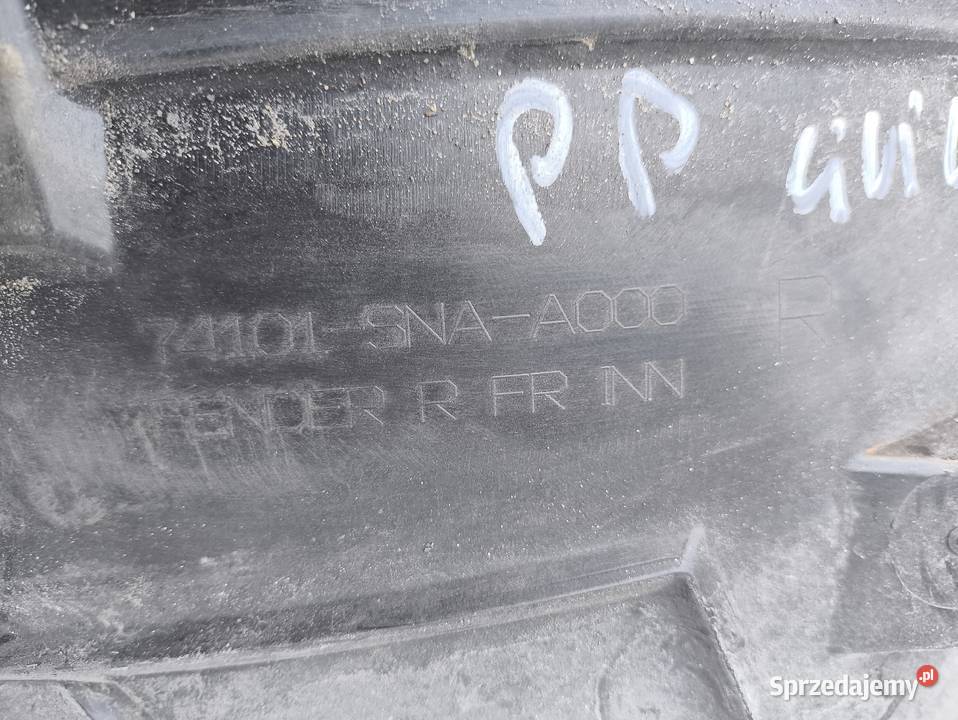 PP
74101-SNA-A000 R
FENDER R FR INN
Sprzedajemy.pl